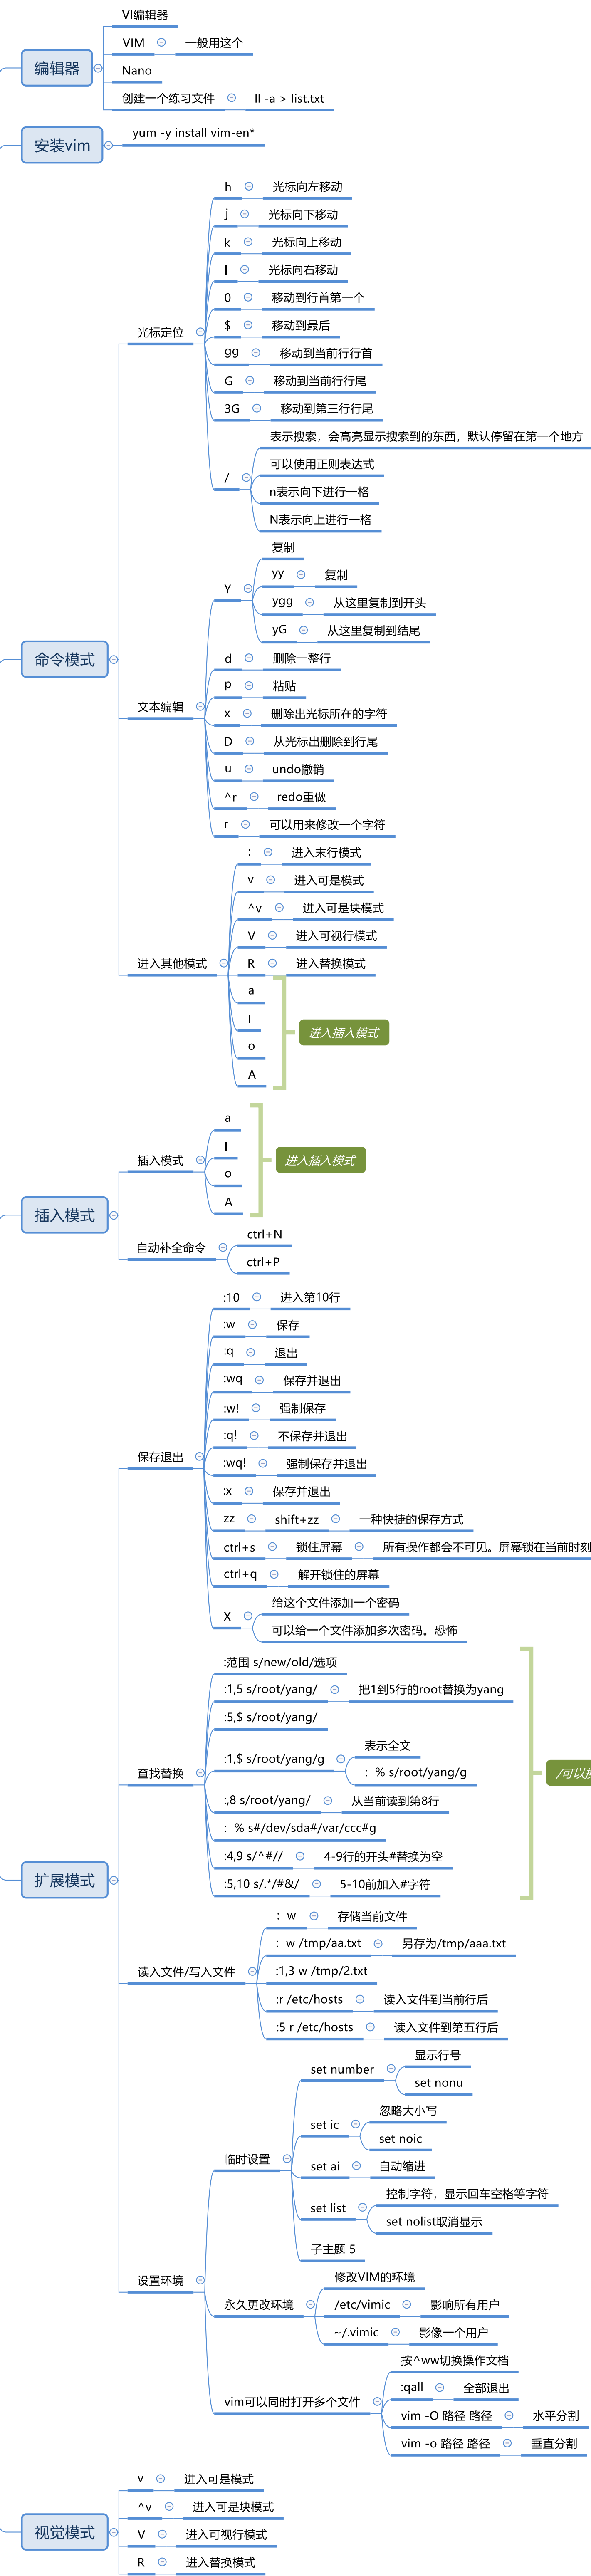 编辑器
VI编辑器
VIM 一般用这个
Nano
创建一个练习文件 ll -a > list.txt
安装vim
yum -y install vim-en*
命令模式
光标定位
h 光标向左移动
j 光标向下移动
k 光标向上移动
l 光标向右移动
0 移动到行首第一个
$ 移动到最后
gg 移动到当前行行首
G 移动到当前行行尾
3G 移动到第三行行尾
/
表示搜索，会高亮显示搜索到的东西，默认停留在第一个地方
可以使用正则表达式
n表示向下进行一格
N表示向上进行一格
文本编辑
Y
复制
yy 复制
ygg 从这里复制到开头
yG 从这里复制到结尾
d 删除一整行
p 粘贴
x 删除出光标所在的字符
D 从光标出删除到行尾
u undo撤销
^r redo重做
r 可以用来修改一个字符
进入其他模式
: 进入末行模式
v 进入可是模式
^v 进入可是块模式
V 进入可视行模式
R 进入替换模式
a
I
o
A
进入插入模式
插入模式
插入模式
a
I
o
A
进入插入模式
自动补全命令
ctrl+N
ctrl+P
扩展模式
保存退出
:10 进入第10行
:w 保存
:q 退出
:wq 保存并退出
:w! 强制保存
:q! 不保存并退出
:wq! 强制保存并退出
:x 保存并退出
zz shift+zz 一种快捷的保存方式
ctrl+s 锁住屏幕 所有操作都会不可见。屏幕锁在当前时刻
ctrl+q 解开锁住的屏幕
X
给这个文件添加一个密码
可以给一个文件添加多次密码。恐怖
查找替换
:范围 s/new/old/选项
:1,5 s/root/yang/ 把1到5行的root替换为yang
:5,$ s/root/yang/
:1,$ s/root/yang/g
表示全文
：% s/root/yang/g
:,8 s/root/yang/ 从当前读到第8行
：% s#/dev/sda#/var/ccc#g
:4,9 s/^#// 4-9行的开头#替换为空
:5,10 s/.*/#&/ 5-10前加入#字符
/可以
读入文件/写入文件
：w 存储当前文件
：w /tmp/aa.txt 另存为/tmp/aaa.txt
:1,3 w /tmp/2.txt
:r /etc/hosts 读入文件到当前行后
:5 r /etc/hosts 读入文件到第五行后
设置环境
临时设置
set number
显示行号
set nonu
set ic
忽略大小写
set noic
set ai 自动缩进
set list
控制字符，显示回车空格等字符
set nolist取消显示
子主题 5
永久更改环境
修改VIM的环境
/etc/vimic 影响所有用户
~/.vimic 影像一个用户
vim可以同时打开多个文件
按^ww切换操作文档
:qall 全部退出
vim -O 路径 路径 水平分割
vim -o 路径 路径 垂直分割
视觉模式
v 进入可是模式
^v 进入可是块模式
V 进入可视行模式
R 进入替换模式